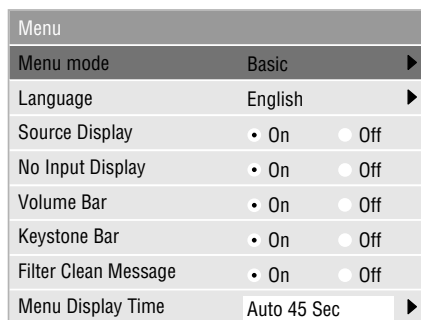 Menu
Menu mode Basic
Language English
Source Display On Off
No Input Display On Off
Volume Bar On Off
Keystone Bar On Off
Filter Clean Message On Off
Menu Display Time Auto 45 Sec